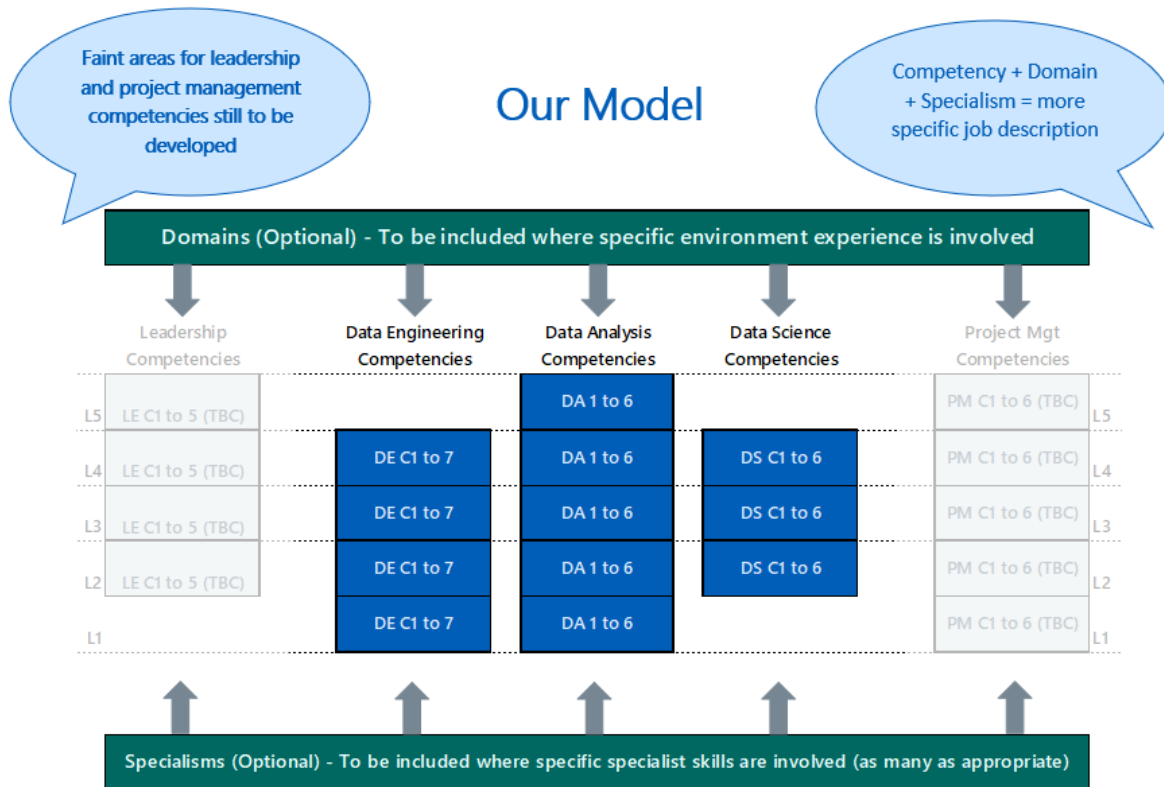 Faint areas for leadership
and project management
competencies still to be
developed
Our Model
Competency + Domain
+ Specialism = more
specific job description
Domains (Optional) - To be included where specific environment experience is involved
Leadership
Competencies
Data Engineering
Competencies
Data Analysis
Competencies
Data Science
Competencies
Project Mgt
Competencies
L5 LE C1 to 5 (TBC) DA 1 to 6 PM C1 to 6 (TBC) L5
L4 LE C1 to 5 (TBC) DE C1 to 7 DA 1 to 6 DS C1 to 6 PM C1 to 6 (TBC) L4
L3 LE C1 to 5 (TBC) DE C1 to 7 DA 1 to 6 DS C1 to 6 PM C1 to 6 (TBC) L3
L2 LE C1 to 5 (TBC) DE C1 to 7 DA 1 to 6 DS C1 to 6 PM C1 to 6 (TBC) L2
L1 DE C1 to 7 DA 1 to 6 PM C1 to 6 (TBC) L1
Specialisms (Optional) - To be included where specific specialist skills are involved (as many as appropriate)